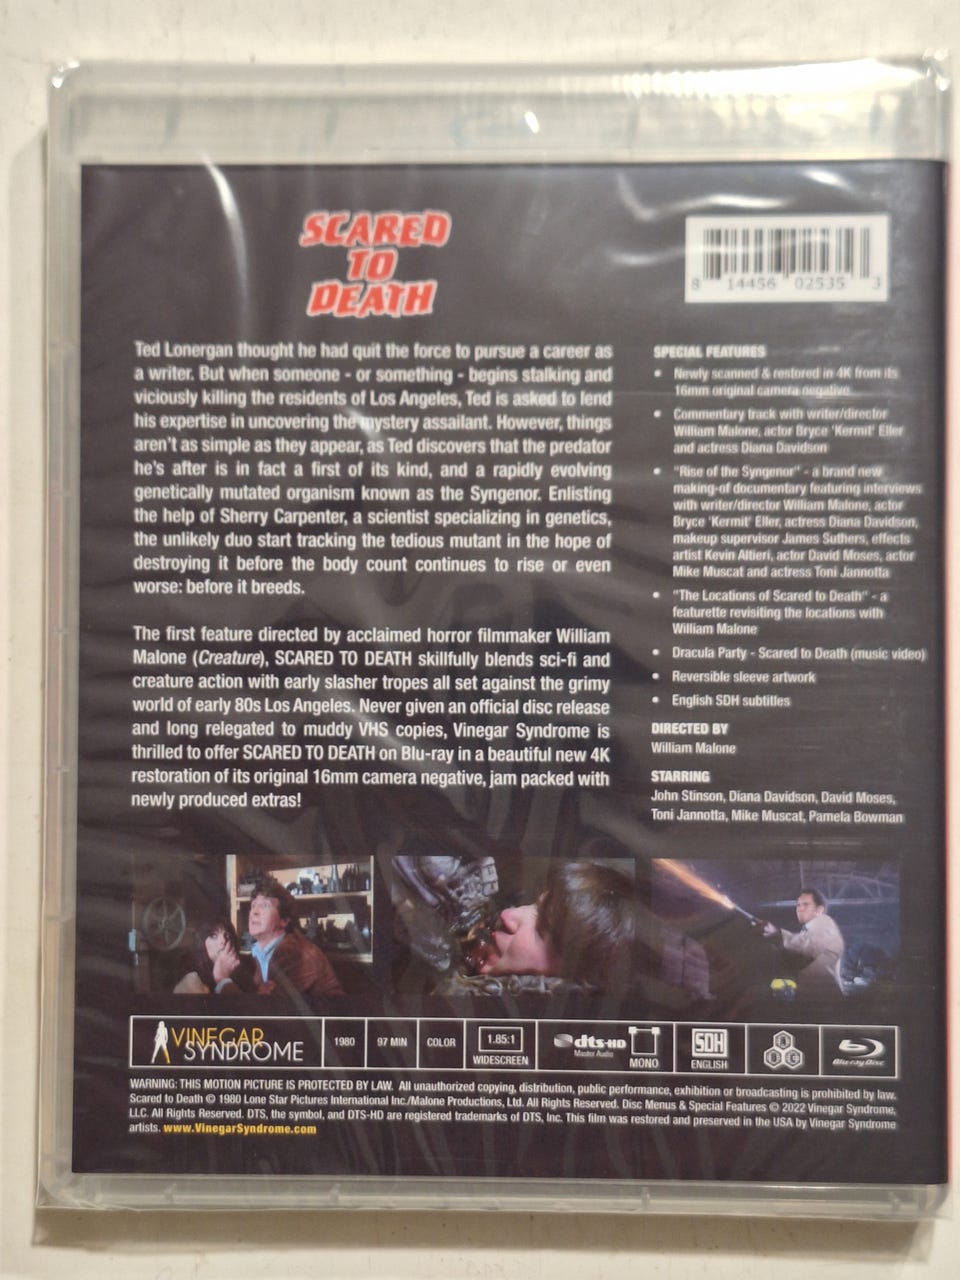 SCARED
TO
DEATH
8 14456 02535 3
Ted Lonergan thought he had quit the force to pursue a career as
a writer. But when someone - or something - begins stalking and
viciously killing the residents of Los Angeles, Ted is asked to lend
his expertise in uncovering the mystery assailant. However, things
aren't as simple as they appear, as Ted discovers that the predator
he's after is in fact a first of its kind, and a rapidly evolving
genetically mutated organism known as the Syngenor. Enlisting
the help of Sherry Carpenter, a scientist specializing in genetics,
the unlikely duo start tracking the tedious mutant in the hope of
destroying it before the body count continues to rise or even
worse: before it breeds.
The first feature directed by acclaimed horror filmmaker William
Malone (Creature), SCARED TO DEATH skillfully blends sci-fi and
creature action with early slasher tropes all set against the grimy
world of early 80s Los Angeles. Never given an official disc release
and long relegated to muddy VHS copies, Vinegar Syndrome is
thrilled to offer SCARED TO DEATH on Blu-ray in a beautiful new 4K
restoration of its original 16mm camera negative, jam packed with
newly produced extras!
SPECIAL FEATURES
• Newly scanned & restored in 4K from its
16mm original camera negative
• Commentary track with writer/director
William Malone, actor Bryce 'Kermit' Eller
and actress Diana Davidson
• "Rise of the Syngenor" - a brand new
making-of documentary featuring interviews
with writer/director William Malone, actor
Bryce 'Kermit' Eller, actress Diana Davidson,
makeup supervisor James Suthers, effects
artist Kevin Altieri, actor David Moses, actor
Mike Muscat and actress Toni Jannotta
• "The Locations of Scared to Death" - a
featurette revisiting the locations with
William Malone
• Dracula Party - Scared to Death (music video)
• Reversible sleeve artwork
• English SDH subtitles
DIRECTED BY
William Malone
STARRING
John Stinson, Diana Davidson, David Moses,
Toni Jannotta, Mike Muscat, Pamela Bowman
VINEGAR
SYNDROME
1980
97 MIN
COLOR
1.85:1
WIDESCREEN
dts-HD
Master Audio
MONO
SDH
ENGLISH
A B C
Blu-ray Disc
WARNING: THIS MOTION PICTURE IS PROTECTED BY LAW. All unauthorized copying, distribution, public performance, exhibition or broadcasting is prohibited by law.
Scared to Death © 1980 Lone Star Pictures International Inc./Malone Productions, Ltd. All Rights Reserved. Disc Menus & Special Features © 2022 Vinegar Syndrome,
LLC. All Rights Reserved. DTS, the symbol, and DTS-HD are registered trademarks of DTS, Inc. This film was restored and preserved in the USA by Vinegar Syndrome
artists. www.VinegarSyndrome.com